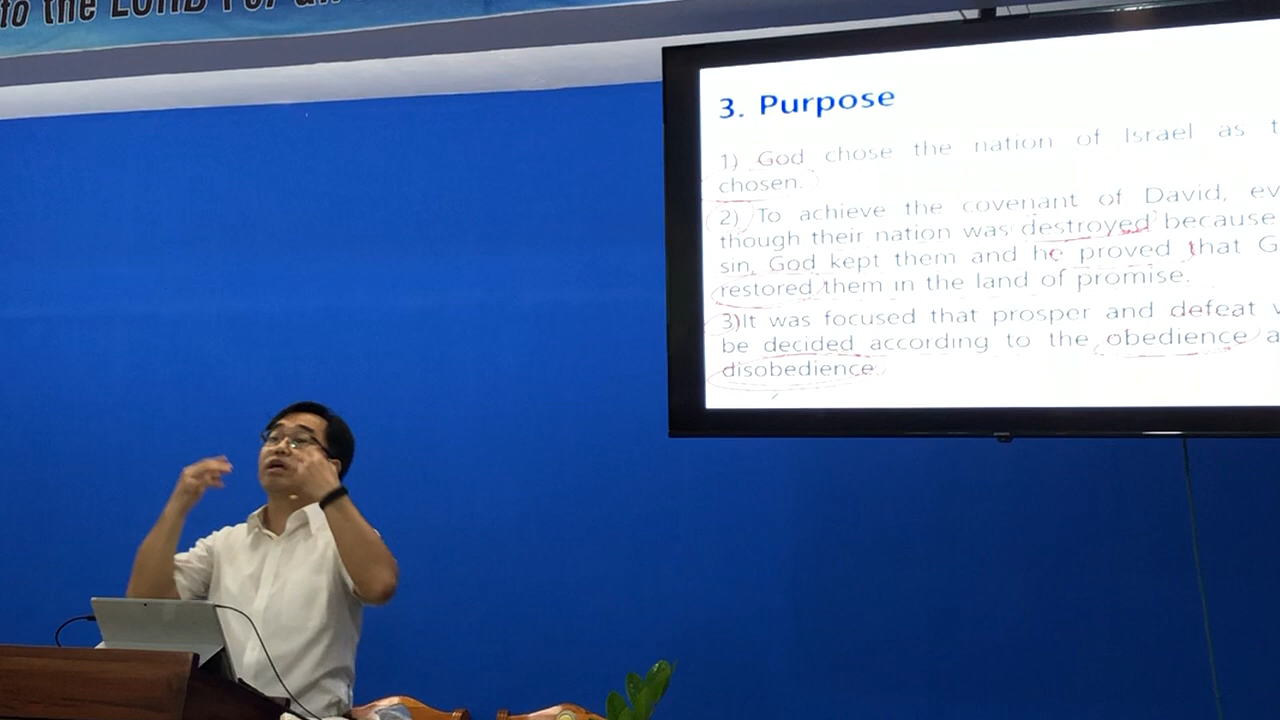 to the LORD
3. Purpose
1) God chose the nation of Israel as
chosen.
2) To achieve the covenant of David,
though their nation was destroyed because
sin, God kept them and he proved that
restored them in the land of promise.
3)It was focused that prosper and defeat
be decided according to the obedience
disobedience.